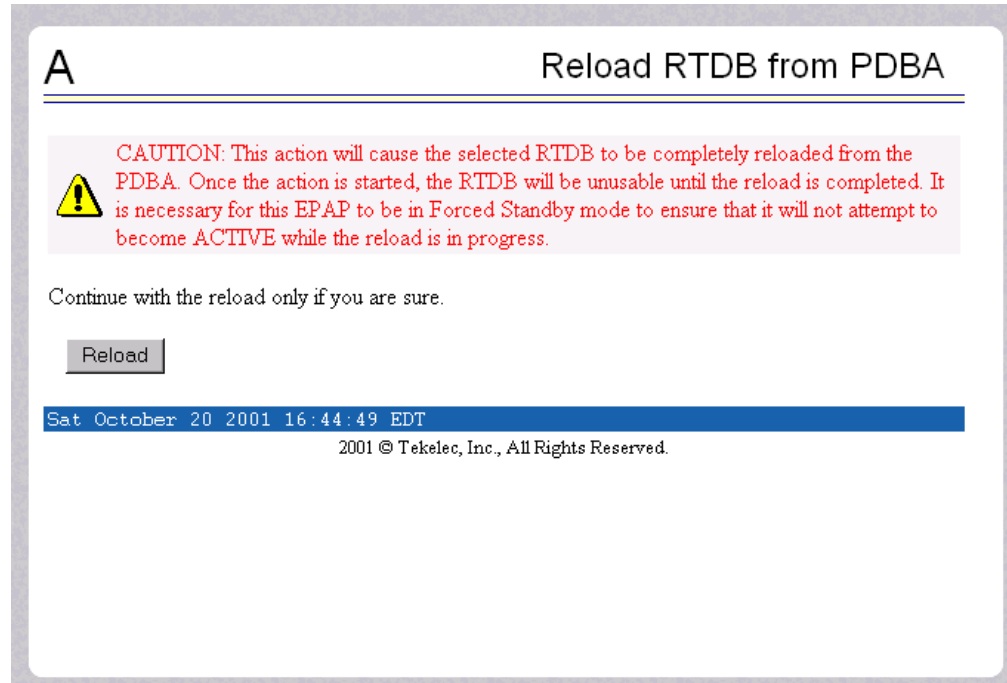 A
Reload RTDB from PDBA
CAUTION: This action will cause the selected RTDB to be completely reloaded from the
PDBA. Once the action is started, the RTDB will be unusable until the reload is completed. It
is necessary for this EPAP to be in Forced Standby mode to ensure that it will not attempt to
become ACTIVE while the reload is in progress.
Continue with the reload only if you are sure.
Reload
Sat October 20 2001 16:44:49 EDT
2001 © Tekelec, Inc., All Rights Reserved.